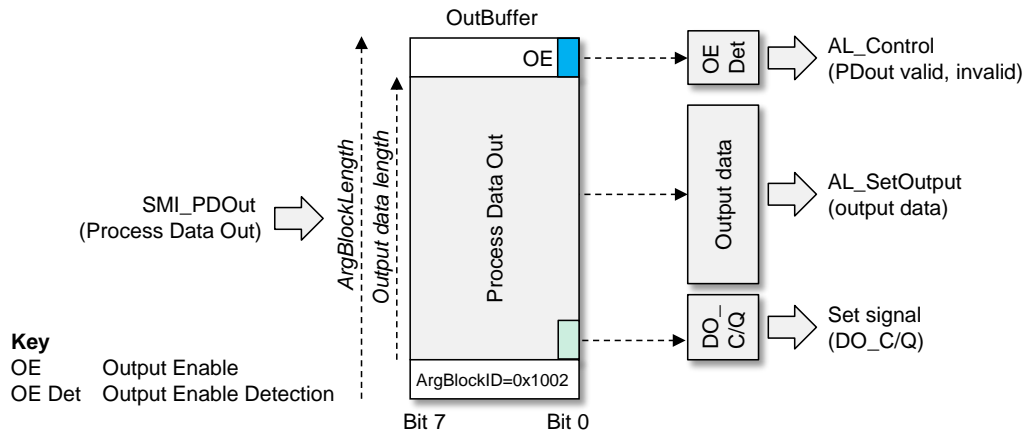 OutBuffer
OE
OE
Det
AL_Control
(PDout valid, invalid)
ArgBlockLength
Output data length
Process Data Out
Output data
SMI_PDOut
(Process Data Out)
AL_SetOutput
(output data)
DO_
C/Q
Set signal
(DO_C/Q)
Key
OE Output Enable
OE Det Output Enable Detection
ArgBlockID=0x1002
Bit 7 Bit 0